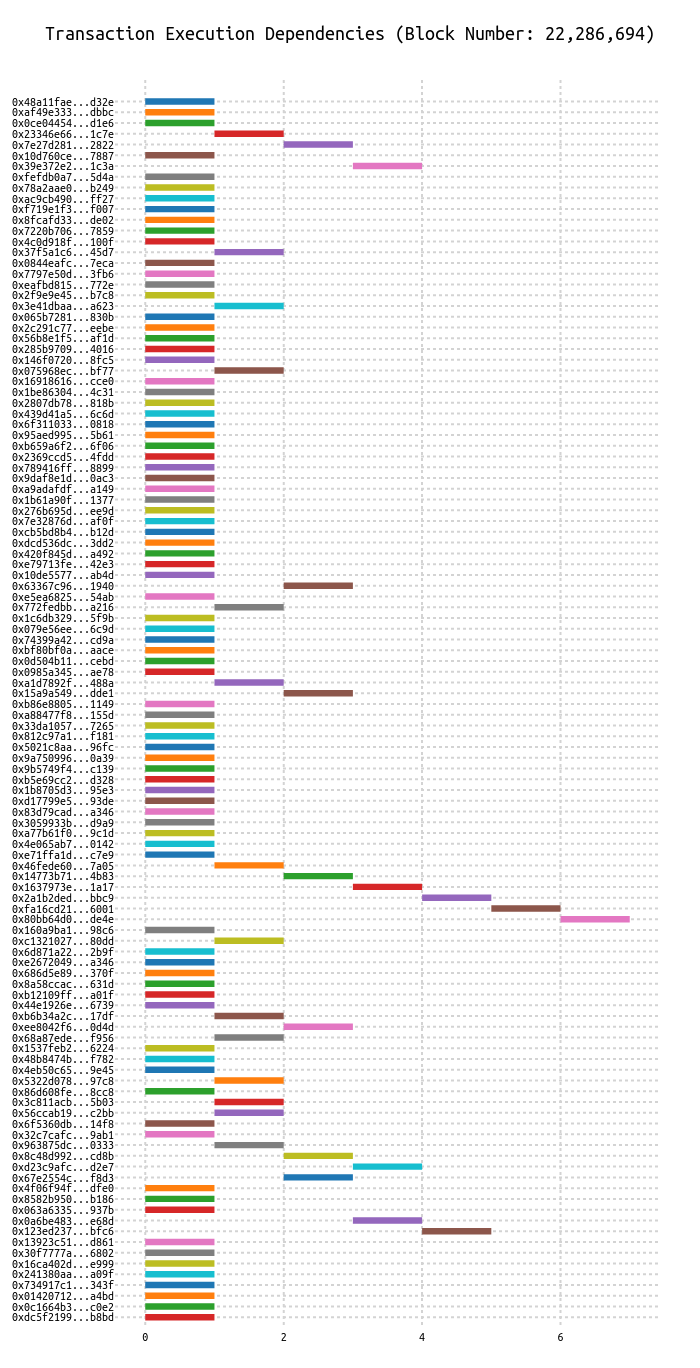 Transaction Execution Dependencies (Block Number: 22,286,694)
0x48a11fae...d32e
0xaf49e333...dbbc
0x0ce04454...d1e6
0x23346e66...1c7e
0x7e27d281...2822
0x10d760ce...7887
0x39e372e2...1c3a
0xfefdb0a7...5d4a
0x78a2aae0...b249
0xac9cb490...ff27
0xf719e1f3...f007
0x8fcafd33...de02
0x7220b706...7859
0x4c0d918f...100f
0x37f5a1c6...45d7
0x0844eafc...7eca
0x7797e50d...3fb6
0xeafbd815...772e
0x2f9e9e45...b7c8
0x3e41dbaa...a623
0x065b7281...830b
0x2c291c77...eebe
0x56b8e1f5...af1d
0x285b9709...4016
0x146f0720...8fc5
0x075968ec...bf77
0x16918616...cce0
0x1be86304...4c31
0x2807db78...818b
0x439d41a5...6c6d
0x6f311033...0818
0x95aed995...5b61
0xb659a6f2...6f06
0x2369ccd5...4fdd
0x789416ff...8899
0x9daf8e1d...0ac3
0xa9adafdf...a149
0x1b61a90f...1377
0x276b695d...ee9d
0x7e32876d...af0f
0xcb5bd8b4...b12d
0xdcd536dc...3dd2
0x420f845d...a492
0xe79713fe...42e3
0x10de5577...ab4d
0x63367c96...1940
0xe5ea6825...54ab
0x772fedbb...a216
0x1c6db329...5f9b
0x079e56ee...6c9d
0x74399a42...cd9a
0xbf80bf0a...aace
0x0d504b11...cebd
0x0985a345...ae78
0xa1d7892f...488a
0x15a9a549...dde1
0xb86e8805...1149
0xa88477f8...155d
0x33da1057...7265
0x812c97a1...f181
0x5021c8aa...96fc
0x9a750996...0a39
0x9b5749f4...c139
0xb5e69cc2...d328
0x1b8705d3...95e3
0xd17799e5...93de
0x83d79cad...a346
0x3059933b...d9a9
0xa77b61f0...9c1d
0x4e065ab7...0142
0xe71ffa1d...c7e9
0x46fede60...7a05
0x14773b71...4b83
0x1637973e...1a17
0x2a1b2ded...bbc9
0xfa16cd21...6001
0x80bb64d0...de4e
0x160a9ba1...98c6
0xc1321027...80dd
0x6d871a22...2b9f
0xe2672049...a346
0x686d5e89...370f
0x8a58ccac...631d
0xb12109ff...a01f
0x44e1926e...6739
0xb6b34a2c...17df
0xee8042f6...0d4d
0x68a87ede...f956
0x1537feb2...6224
0x48b8474b...f782
0x4eb50c65...9e45
0x5322d078...97c8
0x86d608fe...8cc8
0x3c811acb...5b03
0x56ccab19...c2bb
0x6f5360db...14f8
0x32c7cafc...9ab1
0x963875dc...0333
0x8c48d992...cd8b
0xd23c9afc...d2e7
0x67e2554c...f8d3
0x4f06f94f...dfe0
0x8582b950...b186
0x063a6335...937b
0x0a6be483...e68d
0x123ed237...bfc6
0x13923c51...d861
0x30f7777a...6802
0x16ca402d...e999
0x241380aa...a09f
0x734917c1...343f
0x01420712...a4bd
0x0c1664b3...c0e2
0xdc5f2199...b8bd
0 2 4 6